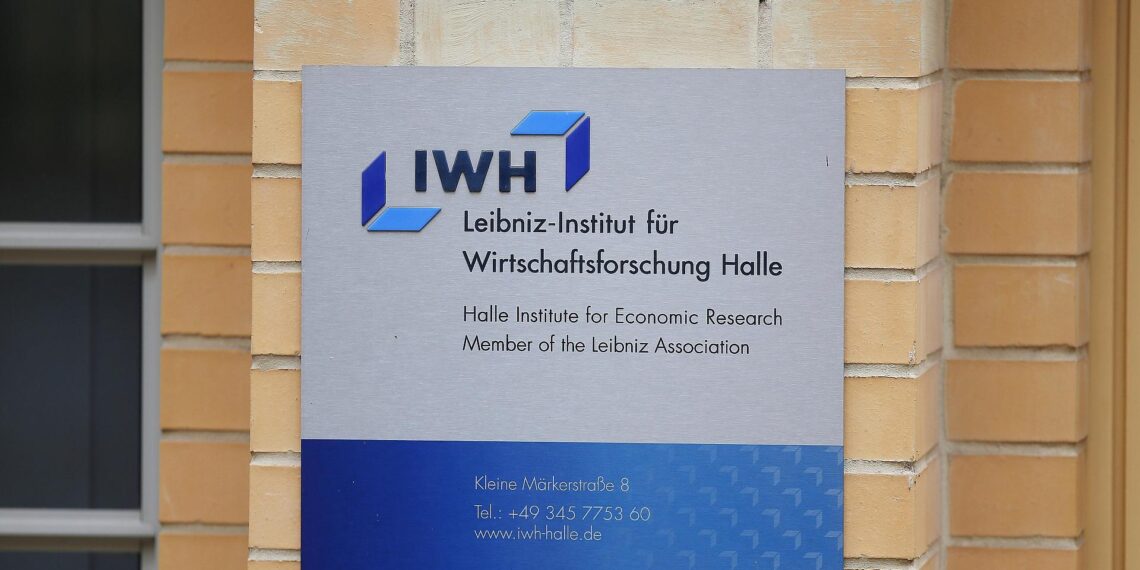 IWH
Leibniz-Institut für
Wirtschaftsforschung Halle
Halle Institute for Economic Research
Member of the Leibniz Association
Kleine Märkerstraße 8
Tel.: +49 345 7753 60
www.iwh-halle.de